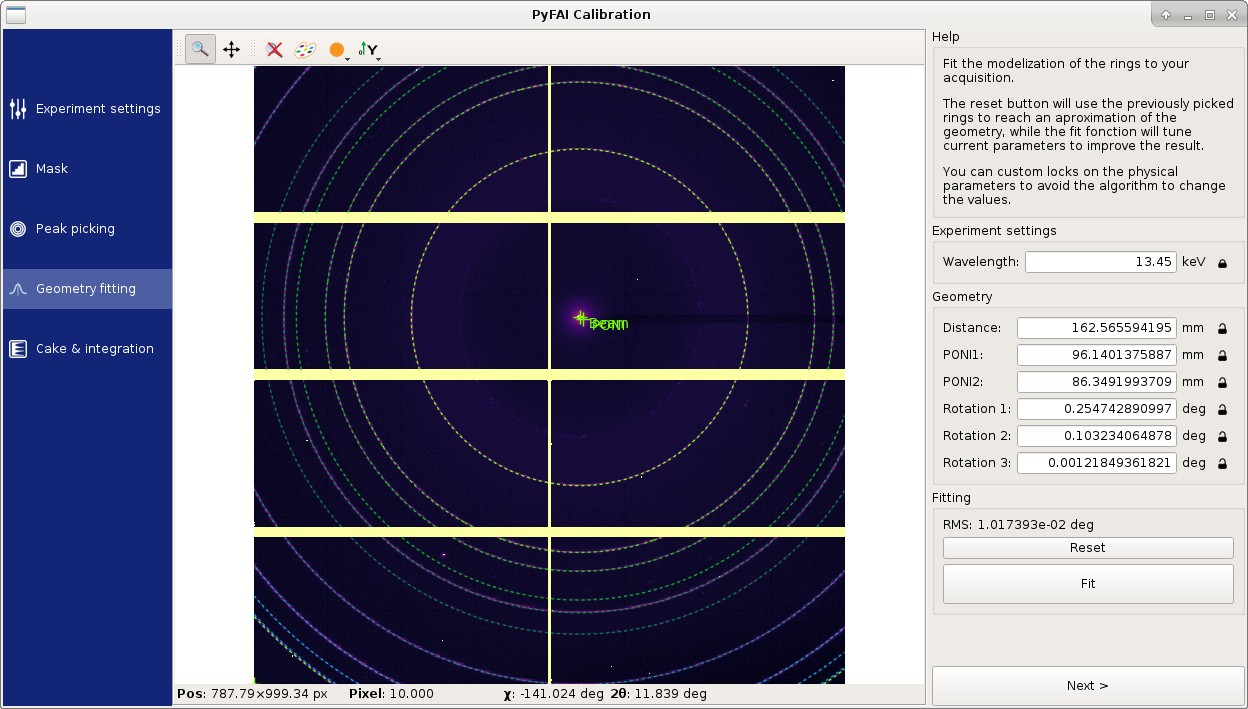 PyFAI Calibration
Experiment settings
Mask
Peak picking
Geometry fitting
Cake & integration
Y
Beam
PONI
Pos: 787.79×999.34 px Pixel: 10.000 χ: -141.024 deg 2θ: 11.839 deg
Help
Fit the modelization of the rings to your
acquisition.
The reset button will use the previously picked
rings to reach an aproximation of the
geometry, while the fit fonction will tune
current parameters to improve the result.
You can custom locks on the physical
parameters to avoid the algorithm to change
the values.
Experiment settings
Wavelength: 13.45 keV
Geometry
Distance: 162.565594195 mm
PONI1: 96.1401375887 mm
PONI2: 86.3491993709 mm
Rotation 1: 0.254742890997 deg
Rotation 2: 0.103234064878 deg
Rotation 3: 0.00121849361821 deg
Fitting
RMS: 1.017393e-02 deg
Reset
Fit
Next >